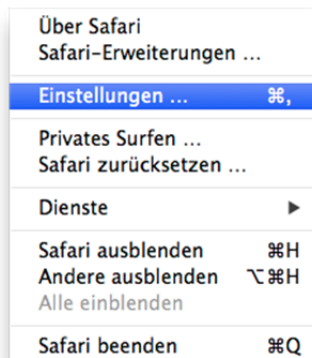 Über Safari
Safari-Erweiterungen ...
Einstellungen ... ⌘,
Privates Surfen ...
Safari zurücksetzen ...
Dienste ▶
Safari ausblenden ⌘H
Andere ausblenden ⌥⌘H
Alle einblenden
Safari beenden ⌘Q